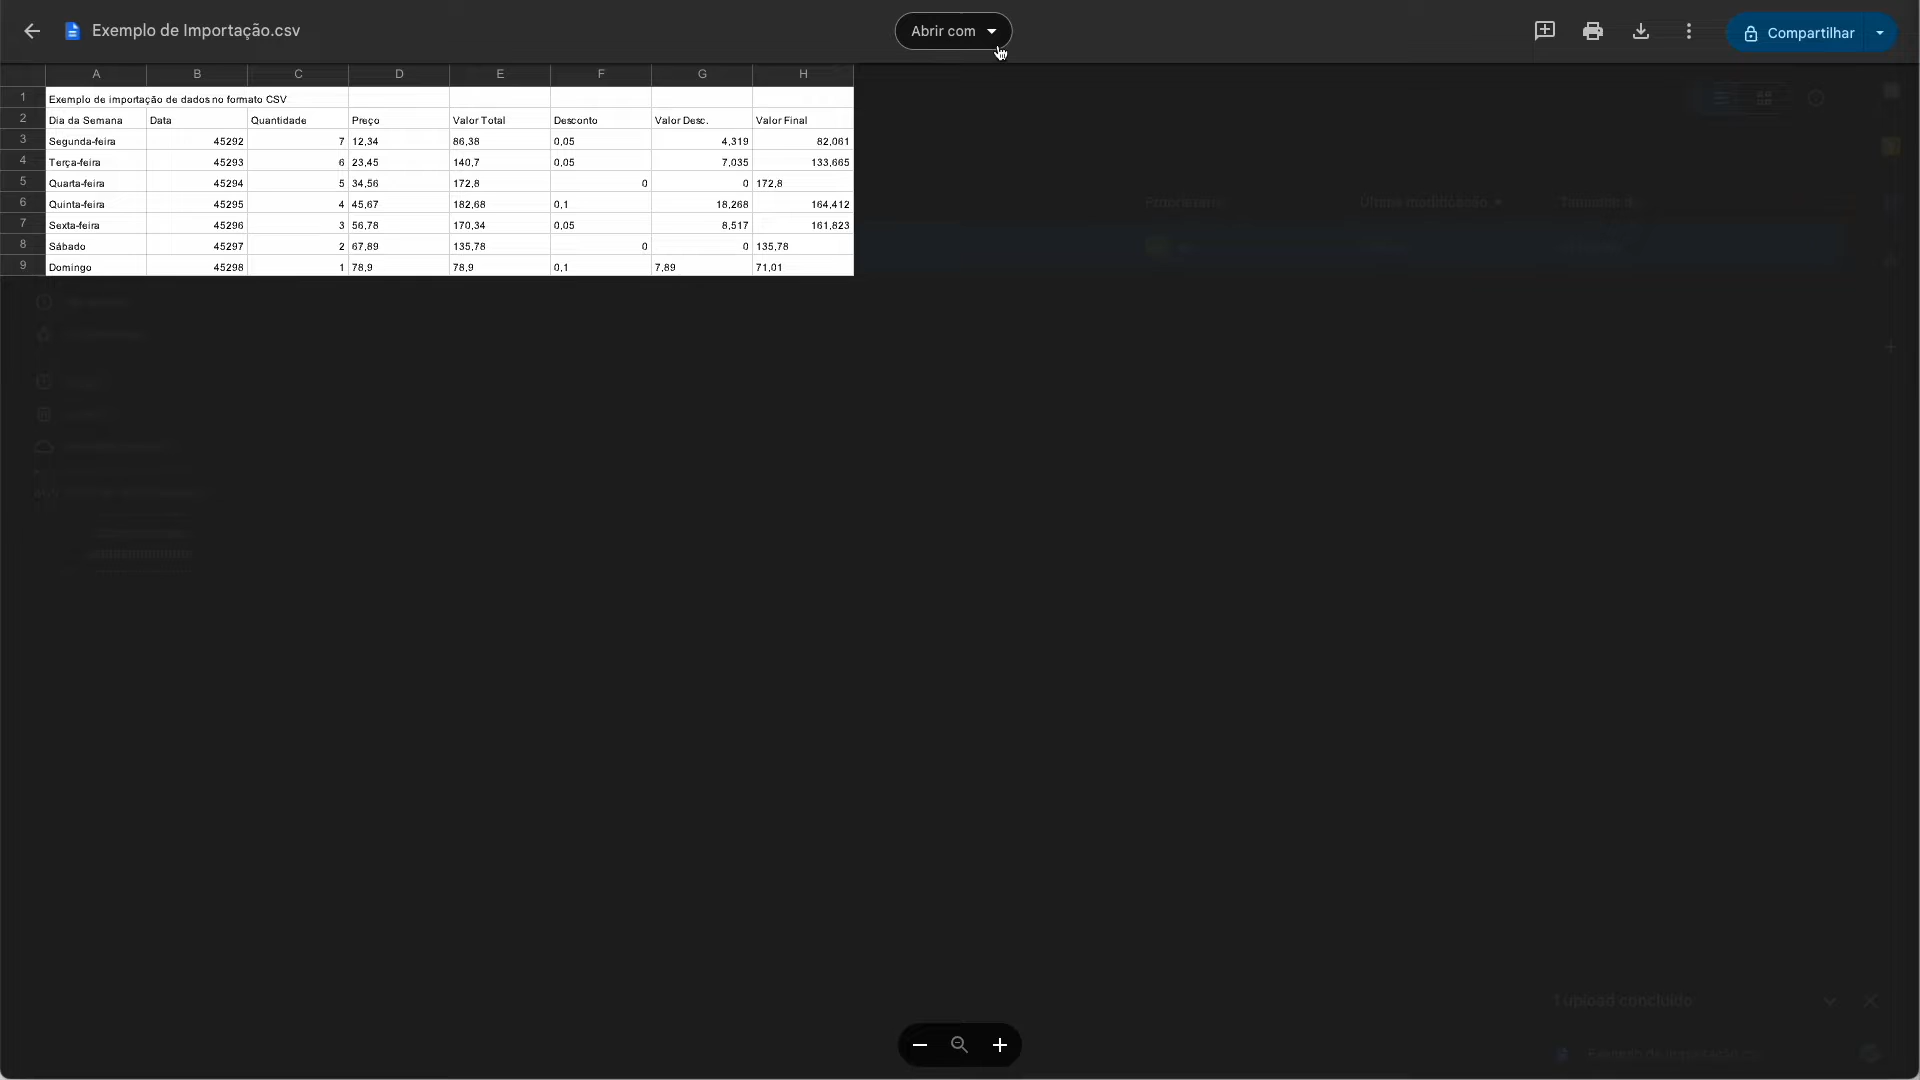 Exemplo de Importação.csv
Abrir com
Compartilhar
A B C D E F G H
1 Exemplo de importação de dados no formato CSV
2 Dia da Semana Data Quantidade Preço Valor Total Desconto Valor Desc. Valor Final
3 Segunda-feira 45292 7 12,34 86,38 0,05 4,319 82,061
4 Terça-feira 45293 6 23,45 140,7 0,05 7,035 133,665
5 Quarta-feira 45294 5 34,56 172,8 0 0 172,8
6 Quinta-feira 45295 4 45,67 182,68 0,1 18,268 164,412
7 Sexta-feira 45296 3 56,78 170,34 0,05 8,517 161,823
8 Sábado 45297 2 67,89 135,78 0 0 135,78
9 Domingo 45298 1 78,9 78,9 0,1 7,89 71,01
Última modificação
1 upload concluído